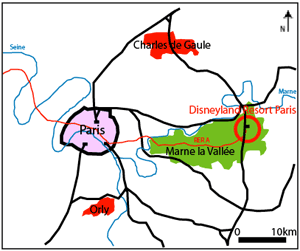 N
Seine
Charles de Gaule
Marne
Disneyland Resort Paris
Paris
RER A
Marne la Vallée
Orly
0 10km